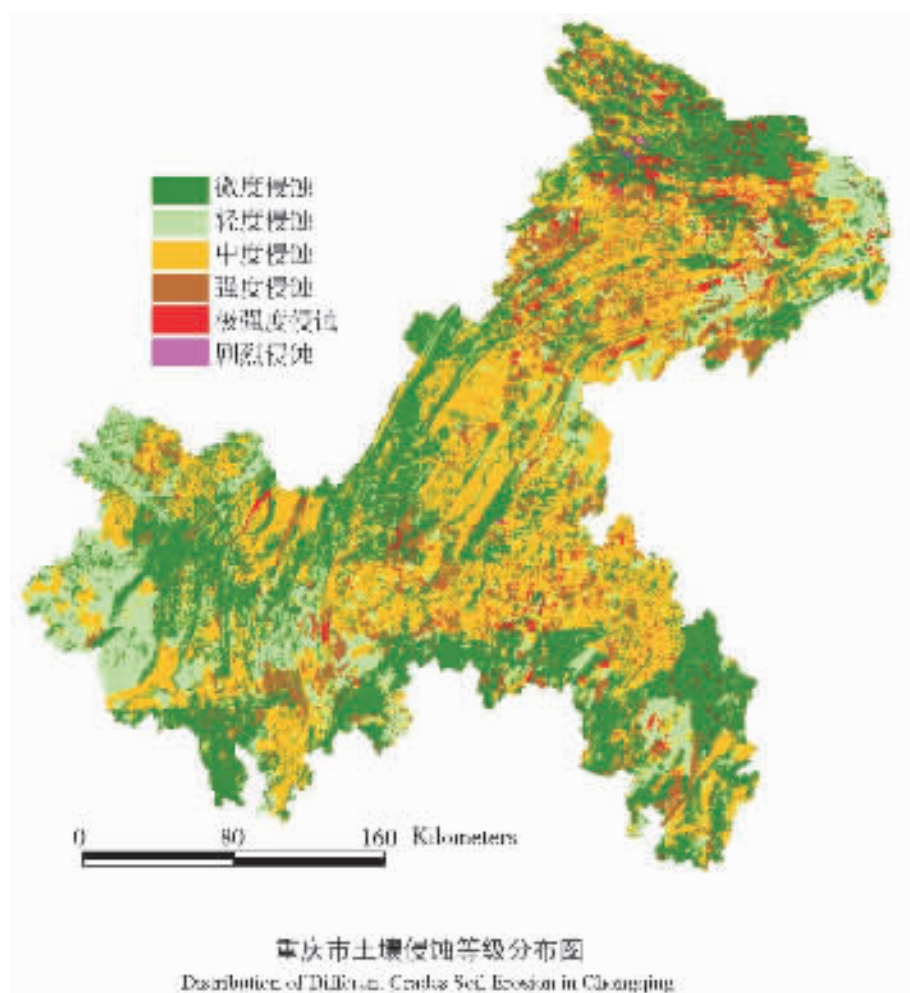 微度侵蚀
轻度侵蚀
中度侵蚀
强度侵蚀
极强度侵蚀
剧烈侵蚀
0 80 160 Kilometers
重庆市土壤侵蚀等级分布图
Distribution of Different Grades Soil Erosion in Chongqing